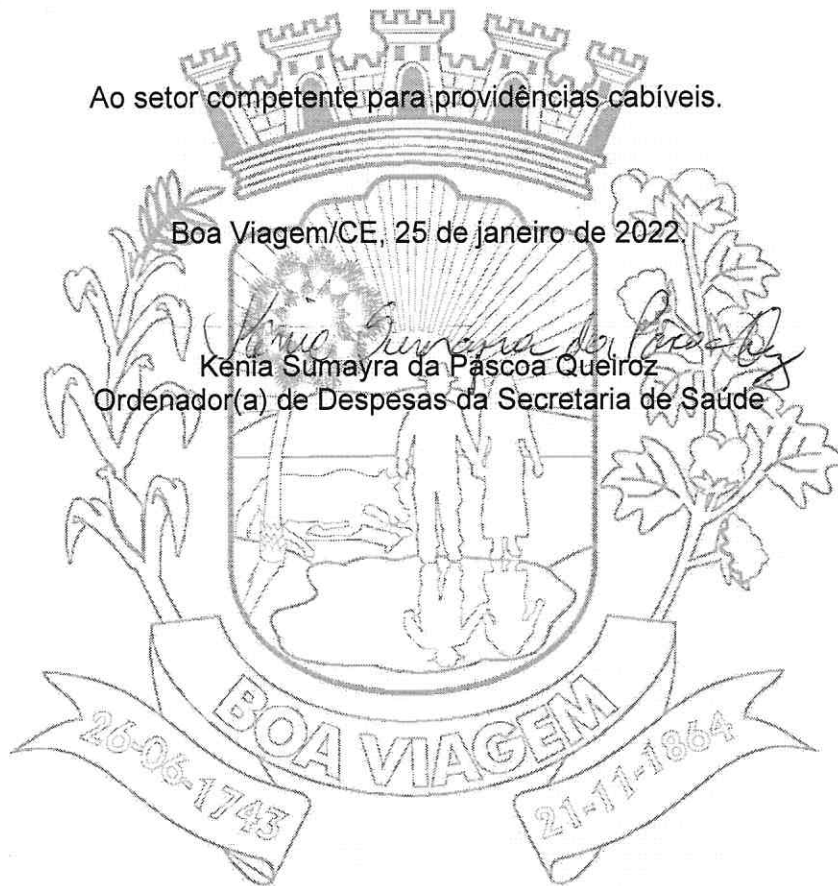 Ao setor competente para providências cabíveis.
Boa Viagem/CE, 25 de janeiro de 2022.
Kenia Sumayra da Páscoa Queiroz
Ordenador(a) de Despesas da Secretaria de Saúde
BOA VIAGEM
26-06-1743
21-11-1864